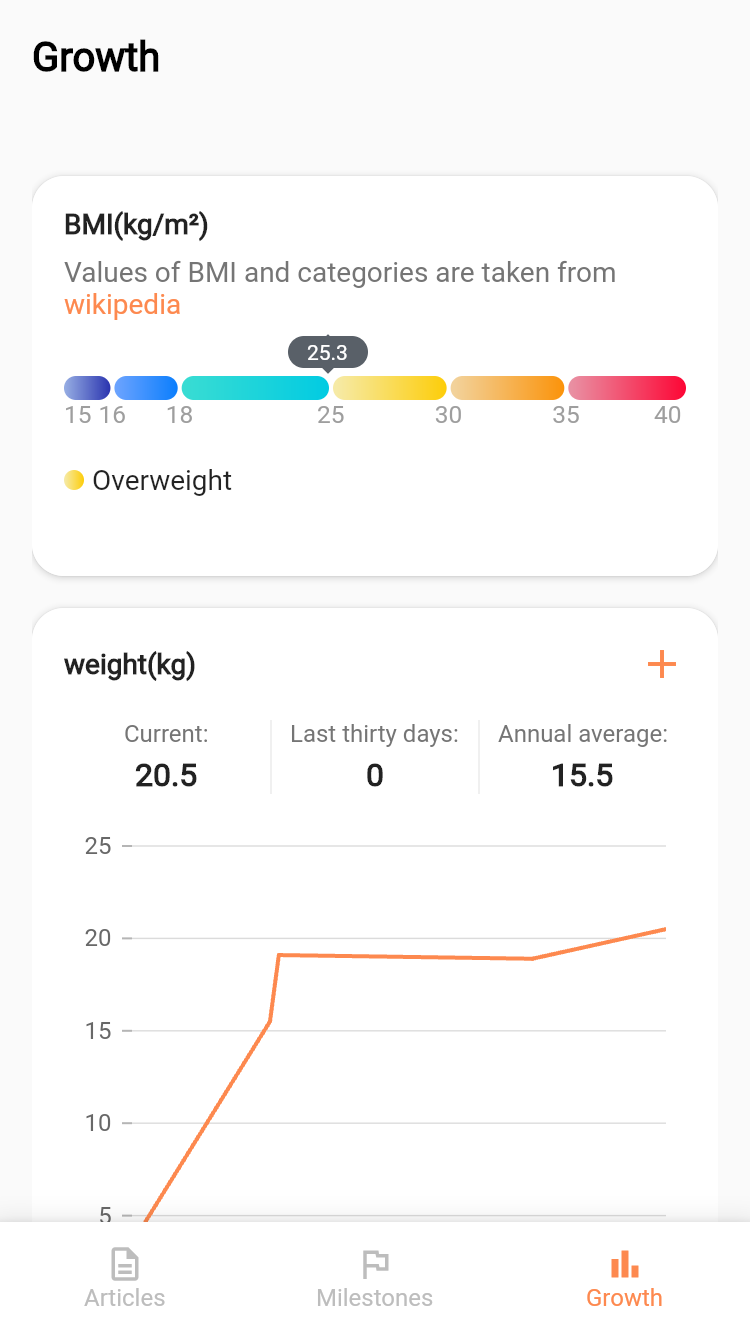 Growth
BMI(kg/m²)
Values of BMI and categories are taken from
wikipedia
25.3
15 16 18 25 30 35 40
Overweight
weight(kg)
Current: Last thirty days: Annual average:
20.5 0 15.5
25
20
15
10
5
Articles Milestones Growth